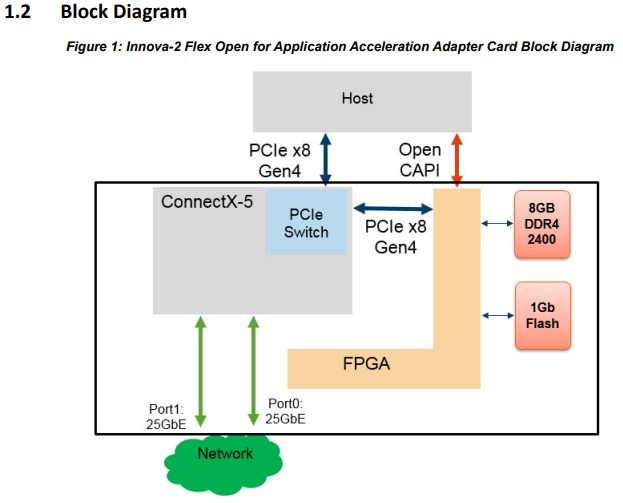 1.2 Block Diagram
Figure 1: Innova-2 Flex Open for Application Acceleration Adapter Card Block Diagram
Host
PCIe x8
Gen4
Open
CAPI
ConnectX-5
PCIe
Switch
PCIe x8
Gen4
8GB
DDR4
2400
1Gb
Flash
FPGA
Port1:
25GbE
Port0:
25GbE
Network